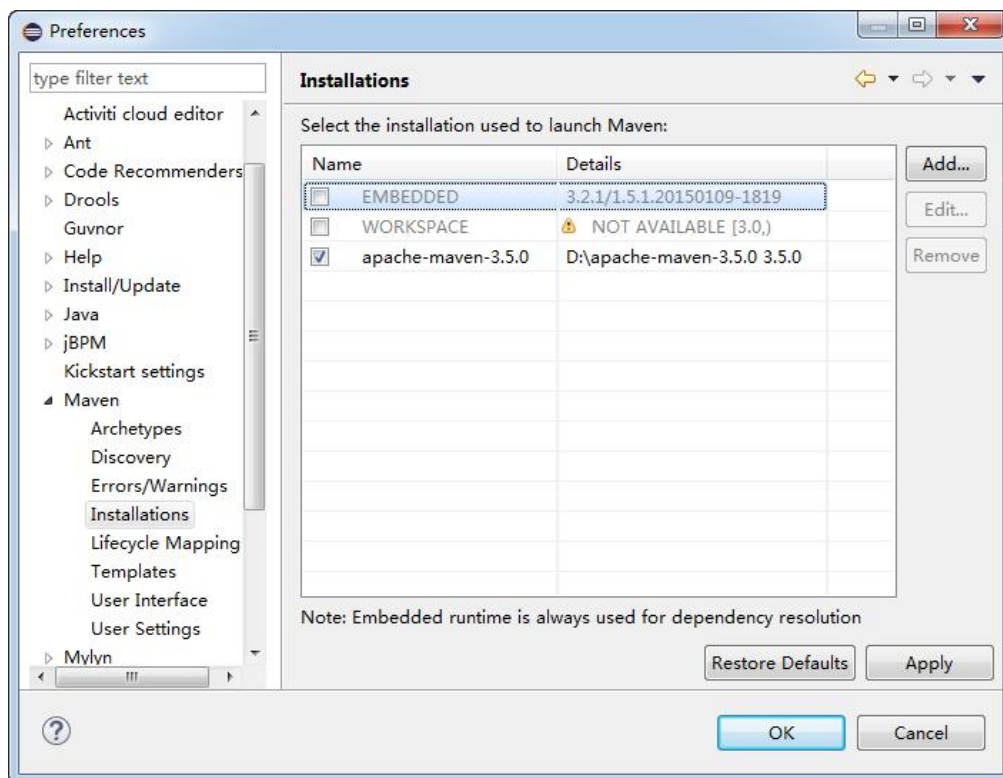 Preferences
type filter text
Activiti cloud editor
Ant
Code Recommenders
Drools
Guvnor
Help
Install/Update
Java
jBPM
Kickstart settings
Maven
Archetypes
Discovery
Errors/Warnings
Installations
Lifecycle Mapping
Templates
User Interface
User Settings
Mylyn
Installations
Select the installation used to launch Maven:
Name Details
EMBEDDED 3.2.1/1.5.1.20150109-1819
WORKSPACE NOT AVAILABLE [3.0,)
apache-maven-3.5.0 D:\apache-maven-3.5.0 3.5.0
Add...
Edit...
Remove
Note: Embedded runtime is always used for dependency resolution
Restore Defaults Apply
OK Cancel